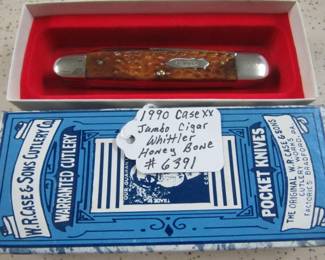 1990 Case XX
Jumbo Cigar
Whittler
Honey Bone
# 6391
W.R. CASE & SONS CUTLERY CO.
WARRANTED CUTLERY
POCKET KNIVES
THE ORIGINAL W.R. CASE & SONS
CUTLERY WORKS
FACTORIES BRADFORD,